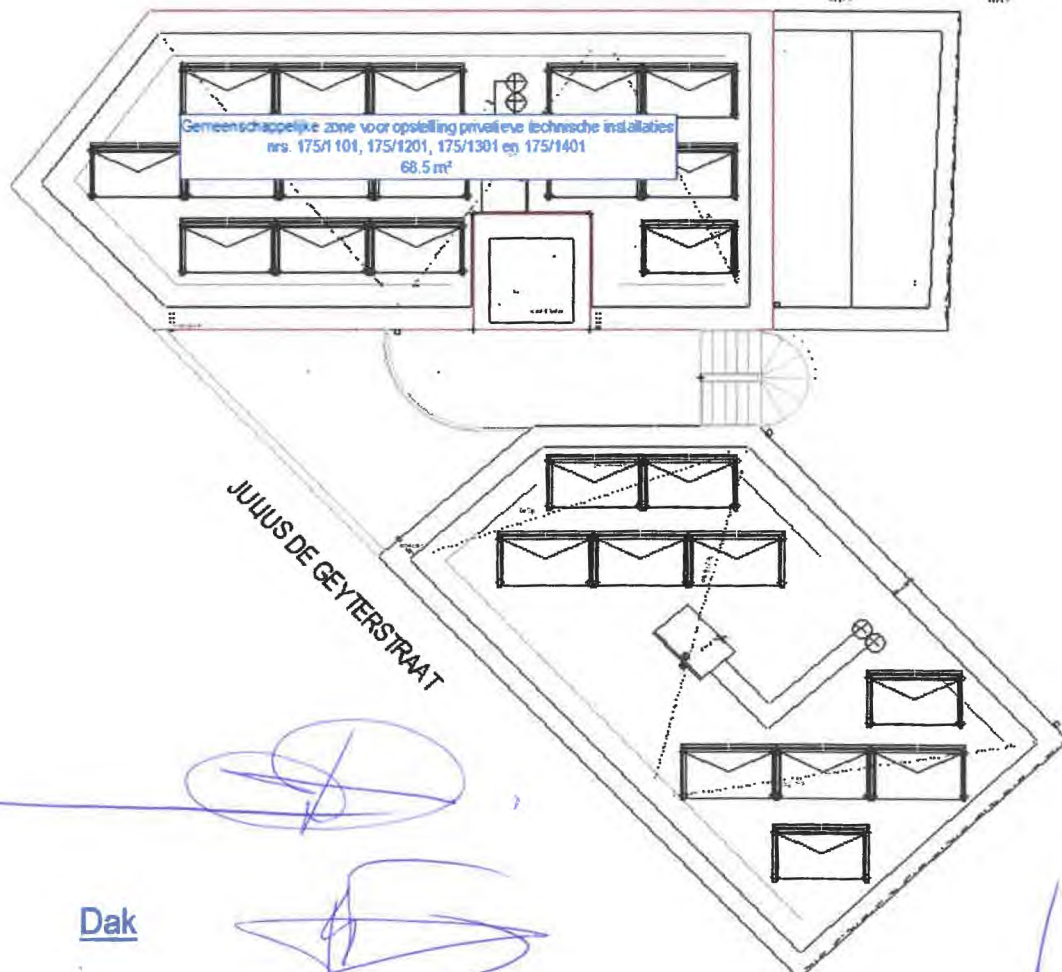 Gemeenschappelijke zone voor opstelling privatieve technische installaties
nrs. 175/1101, 175/1201, 175/1301 en 175/1401
68.5 m²
JULIUS DE GEYTERSTRAAT
Dak